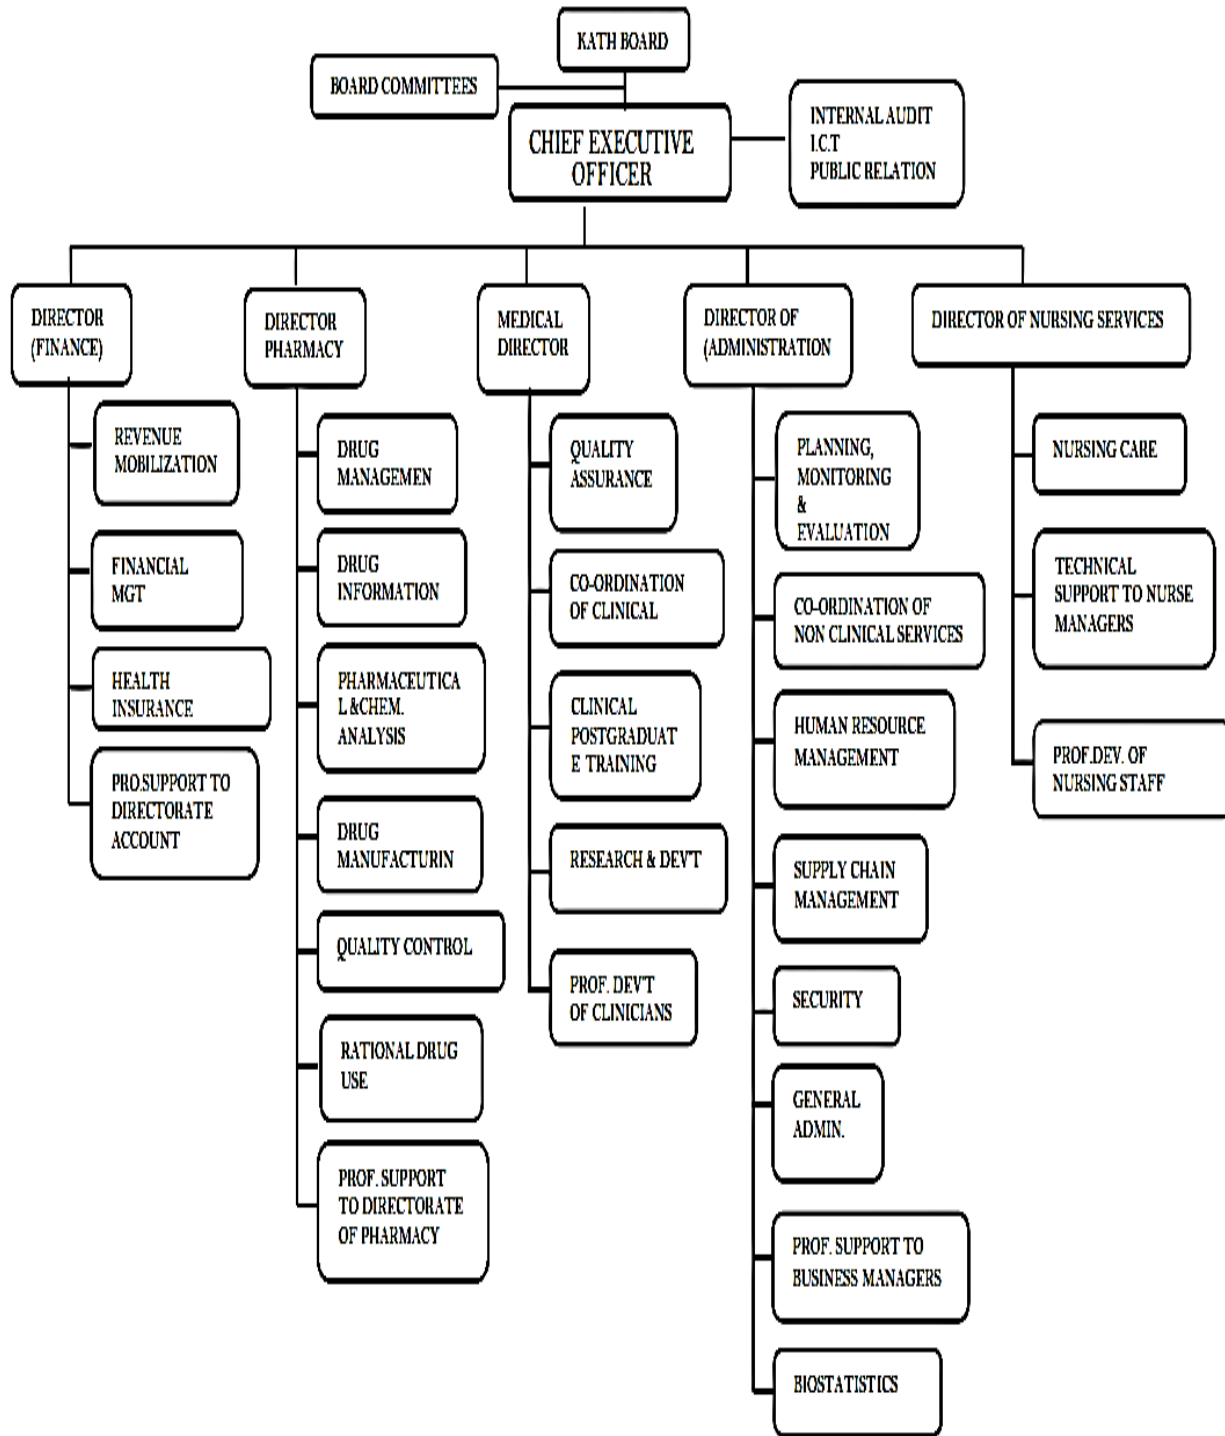 KATH BOARD
BOARD COMMITTEES
CHIEF EXECUTIVE
OFFICER
INTERNAL AUDIT
I.C.T
PUBLIC RELATION
DIRECTOR
(FINANCE)
REVENUE
MOBILIZATION
FINANCIAL
MGT
HEALTH
INSURANCE
PRO.SUPPORT TO
DIRECTORATE
ACCOUNT
DIRECTOR
PHARMACY
DRUG
MANAGEMEN
DRUG
INFORMATION
PHARMACEUTICA
L &CHEM.
ANALYSIS
DRUG
MANUFACTURIN
QUALITY CONTROL
RATIONAL DRUG
USE
PROF. SUPPORT
TO DIRECTORATE
OF PHARMACY
MEDICAL
DIRECTOR
QUALITY
ASSURANCE
CO-ORDINATION
OF CLINICAL
CLINICAL
POSTGRADUAT
E TRAINING
RESEARCH & DEV'T
PROF. DEV'T
OF CLINICIANS
DIRECTOR OF
(ADMINISTRATION
PLANNING,
MONITORING
&
EVALUATION
CO-ORDINATION OF
NON CLINICAL SERVICES
HUMAN RESOURCE
MANAGEMENT
SUPPLY CHAIN
MANAGEMENT
SECURITY
GENERAL
ADMIN.
PROF. SUPPORT TO
BUSINESS MANAGERS
BIOSTATISTICS
DIRECTOR OF NURSING SERVICES
NURSING CARE
TECHNICAL
SUPPORT TO NURSE
MANAGERS
PROF.DEV. OF
NURSING STAFF